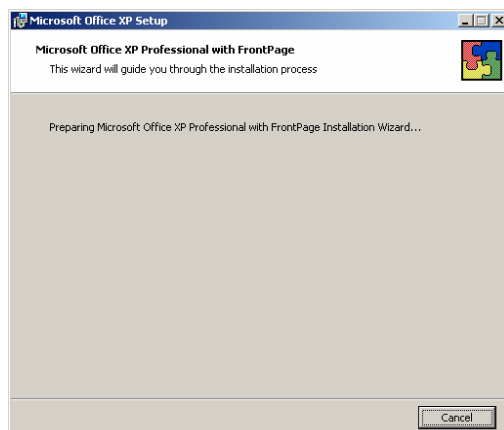 Microsoft Office XP Setup
Microsoft Office XP Professional with FrontPage
This wizard will guide you through the installation process
Preparing Microsoft Office XP Professional with FrontPage Installation Wizard...
Cancel